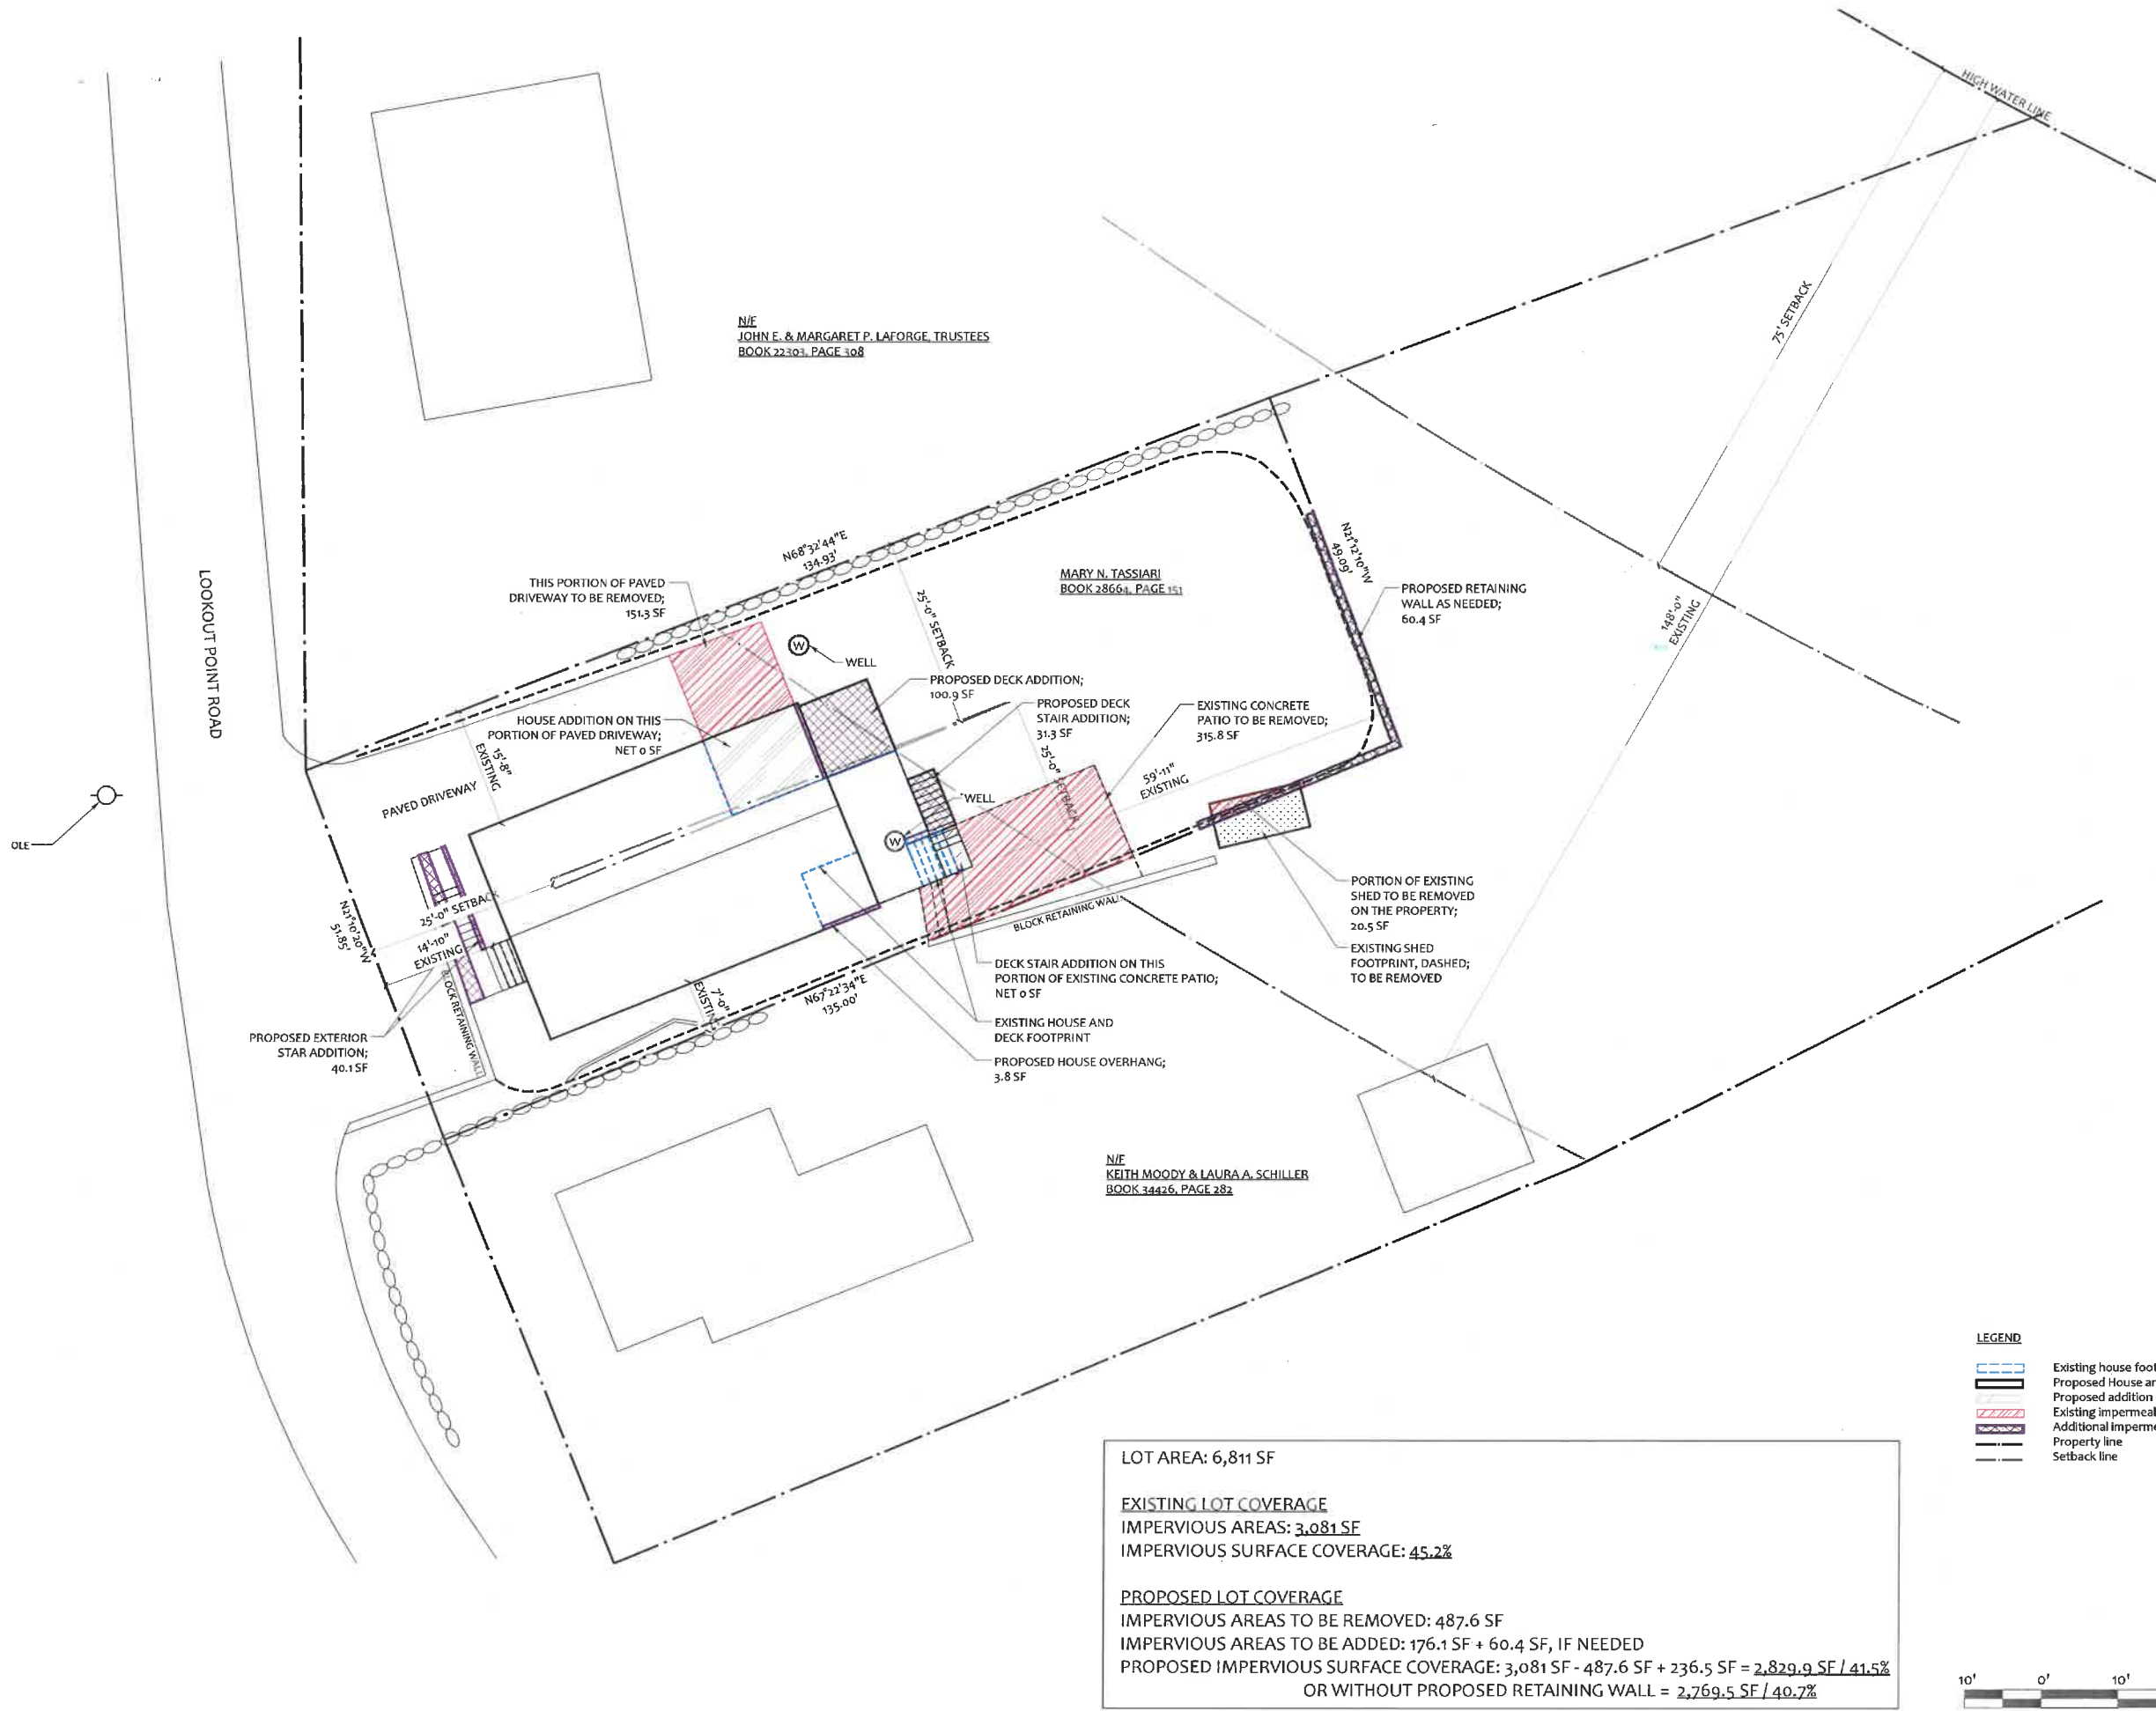 HIGH WATER LINE
75' SETBACK
N/F
JOHN E. & MARGARET P. LAFORGE, TRUSTEES
BOOK 22303, PAGE 308
LOOKOUT POINT ROAD
N68°32'44"E
134.93'
MARY N. TASSIARI
BOOK 28664, PAGE 151
N21°12'10"W
49.09'
PROPOSED RETAINING
WALL AS NEEDED;
60.4 SF
148'-0"
EXISTING
THIS PORTION OF PAVED
DRIVEWAY TO BE REMOVED;
151.3 SF
25'-0" SETBACK
W
WELL
PROPOSED DECK ADDITION;
100.9 SF
PROPOSED DECK
STAIR ADDITION;
31.3 SF
EXISTING CONCRETE
PATIO TO BE REMOVED;
315.8 SF
HOUSE ADDITION ON THIS
PORTION OF PAVED DRIVEWAY;
NET 0 SF
15'-8"
EXISTING
25'-0" SETBACK
59'-11"
EXISTING
PAVED DRIVEWAY
WELL
W
OLE
25'-0" SETBACK
14'-10"
EXISTING
N21°10'20"W
51.85'
BLOCK RETAINING WALL
PORTION OF EXISTING
SHED TO BE REMOVED
ON THE PROPERTY;
20.5 SF
EXISTING SHED
FOOTPRINT, DASHED;
TO BE REMOVED
BLOCK RETAINING WALL
DECK STAIR ADDITION ON THIS
PORTION OF EXISTING CONCRETE PATIO;
NET 0 SF
7'-0"
EXISTING
N67°22'34"E
135.00'
EXISTING HOUSE AND
DECK FOOTPRINT
PROPOSED HOUSE OVERHANG;
3.8 SF
PROPOSED EXTERIOR
STAR ADDITION;
40.1 SF
N/F
KEITH MOODY & LAURA A. SCHILLER
BOOK 34426, PAGE 282
LEGEND
Existing house foot
Proposed House ar
Proposed addition
Existing impermeal
Additional imperme
Property line
Setback line
LOT AREA: 6,811 SF
EXISTING LOT COVERAGE
IMPERVIOUS AREAS: 3,081 SF
IMPERVIOUS SURFACE COVERAGE: 45.2%
PROPOSED LOT COVERAGE
IMPERVIOUS AREAS TO BE REMOVED: 487.6 SF
IMPERVIOUS AREAS TO BE ADDED: 176.1 SF + 60.4 SF, IF NEEDED
PROPOSED IMPERVIOUS SURFACE COVERAGE: 3,081 SF - 487.6 SF + 236.5 SF = 2,829.9 SF / 41.5%
OR WITHOUT PROPOSED RETAINING WALL = 2,769.5 SF / 40.7%
10' 0' 10'